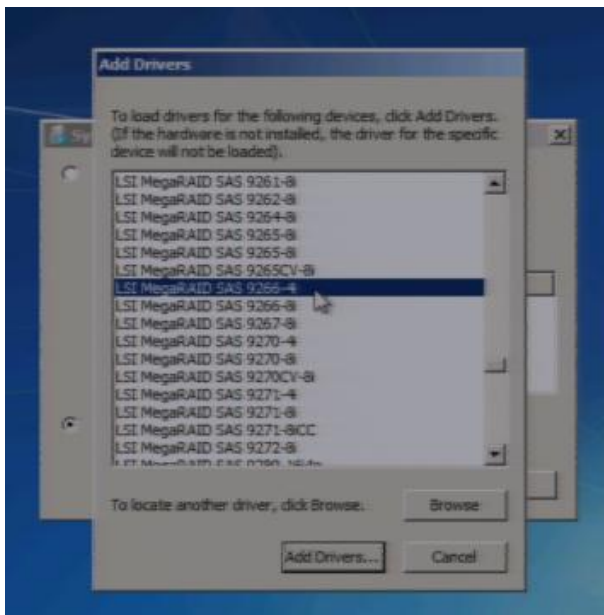 Add Drivers
Sy
To load drivers for the following devices, click Add Drivers.
(If the hardware is not installed, the driver for the specific
device will not be loaded).
LSI MegaRAID SAS 9261-8i
LSI MegaRAID SAS 9262-8i
LSI MegaRAID SAS 9264-8i
LSI MegaRAID SAS 9265-8i
LSI MegaRAID SAS 9265-8i
LSI MegaRAID SAS 9265CV-8i
LSI MegaRAID SAS 9266-4i
LSI MegaRAID SAS 9266-8i
LSI MegaRAID SAS 9267-8i
LSI MegaRAID SAS 9270-4i
LSI MegaRAID SAS 9270-8i
LSI MegaRAID SAS 9270CV-8i
LSI MegaRAID SAS 9271-4i
LSI MegaRAID SAS 9271-8i
LSI MegaRAID SAS 9271-8iCC
LSI MegaRAID SAS 9272-8i
LSI MegaRAID SAS 9280-16i4e
To locate another driver, click Browse.
Browse
Add Drivers...
Cancel